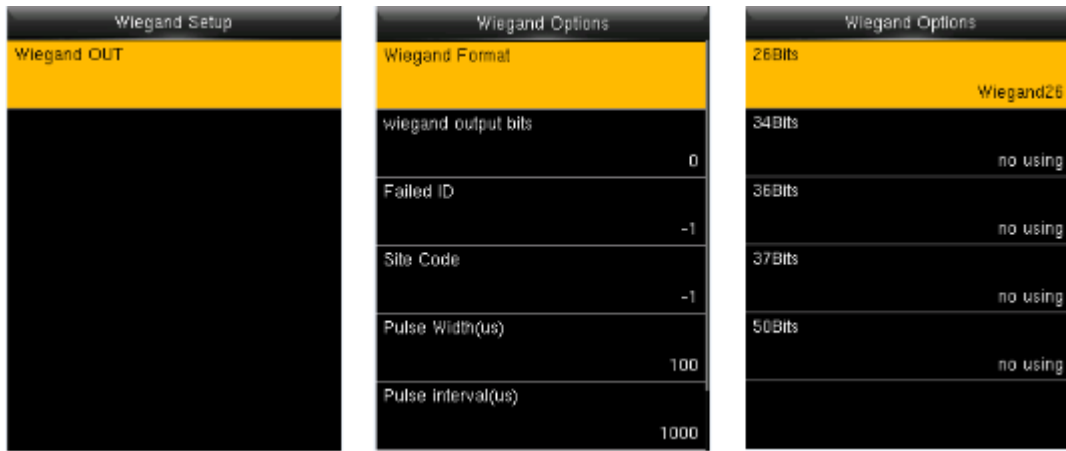 Wiegand Setup
Wiegand OUT
Wiegand Options
Wiegand Format
wiegand output bits
0
Failed ID
-1
Site Code
-1
Pulse Width(us)
100
Pulse interval(us)
1000
Wiegand Options
26Bits
Wiegand26
34Bits
no using
36Bits
no using
37Bits
no using
50Bits
no using